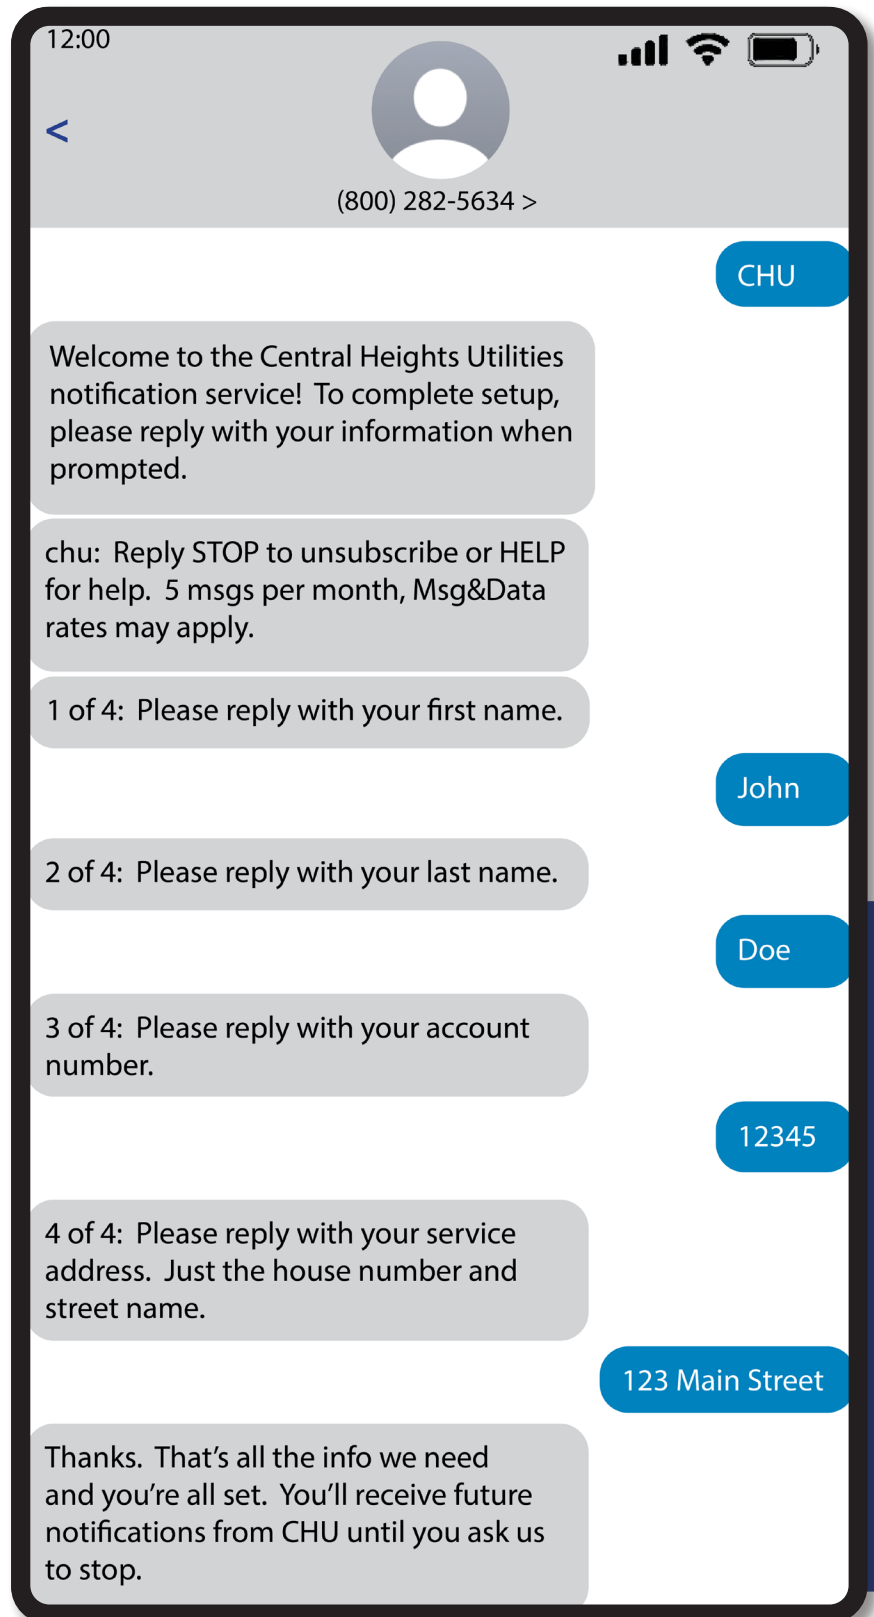 12:00
<
(800) 282-5634 >
CHU
Welcome to the Central Heights Utilities
notification service!  To complete setup,
please reply with your information when
prompted.
chu:  Reply STOP to unsubscribe or HELP
for help.  5 msgs per month, Msg&Data
rates may apply.
1 of 4:  Please reply with your first name.
John
2 of 4:  Please reply with your last name.
Doe
3 of 4:  Please reply with your account
number.
12345
4 of 4:  Please reply with your service
address.  Just the house number and
street name.
123 Main Street
Thanks.  That’s all the info we need
and you’re all set.  You’ll receive future
notifications from CHU until you ask us
to stop.